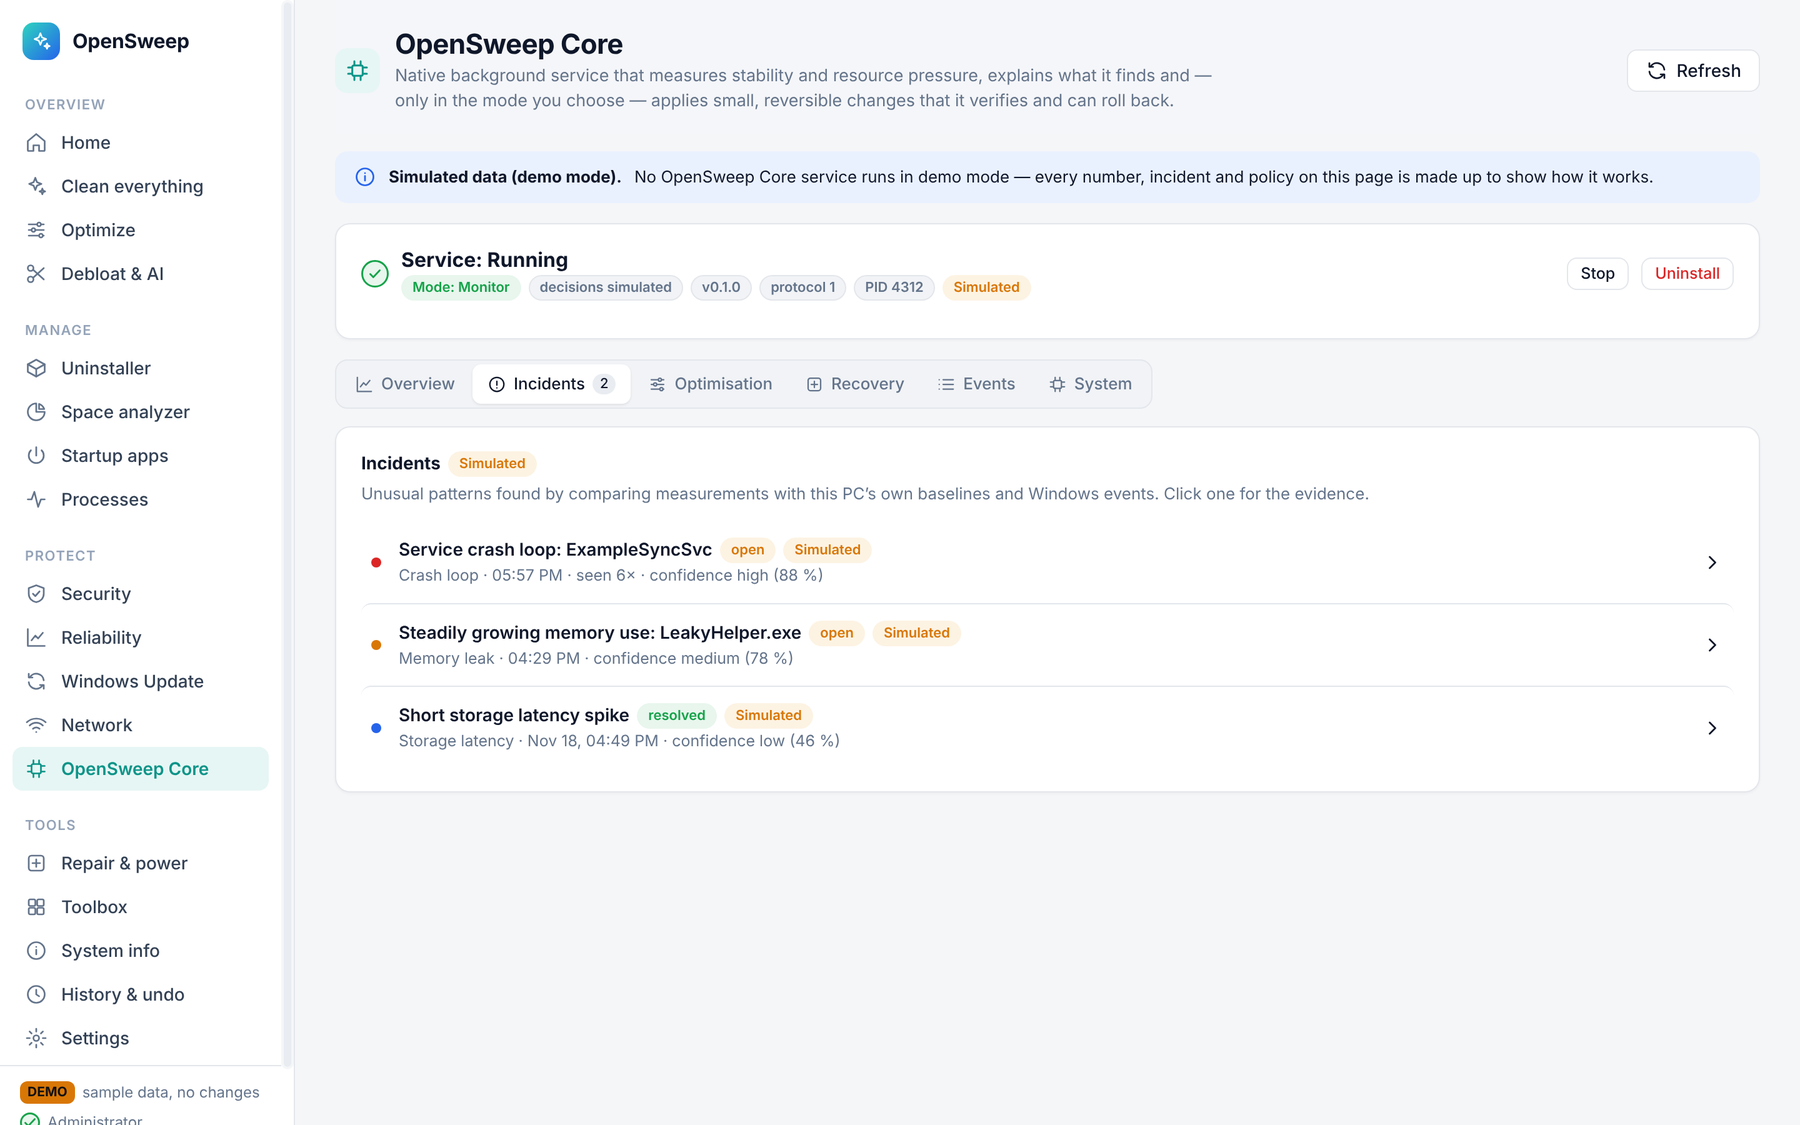 OpenSweep
OVERVIEW
Home
Clean everything
Optimize
Debloat & AI
MANAGE
Uninstaller
Space analyzer
Startup apps
Processes
PROTECT
Security
Reliability
Windows Update
Network
OpenSweep Core
TOOLS
Repair & power
Toolbox
System info
History & undo
Settings
DEMO sample data, no changes
Administrator
OpenSweep Core
Native background service that measures stability and resource pressure, explains what it finds and —
only in the mode you choose — applies small, reversible changes that it verifies and can roll back.
Refresh
Simulated data (demo mode). No OpenSweep Core service runs in demo mode — every number, incident and policy on this page is made up to show how it works.
Service: Running
Mode: Monitor decisions simulated v0.1.0 protocol 1 PID 4312 Simulated
Stop Uninstall
Overview Incidents 2 Optimisation Recovery Events System
Incidents Simulated
Unusual patterns found by comparing measurements with this PC’s own baselines and Windows events. Click one for the evidence.
Service crash loop: ExampleSyncSvc open Simulated
Crash loop · 05:57 PM · seen 6× · confidence high (88 %)
Steadily growing memory use: LeakyHelper.exe open Simulated
Memory leak · 04:29 PM · confidence medium (78 %)
Short storage latency spike resolved Simulated
Storage latency · Nov 18, 04:49 PM · confidence low (46 %)